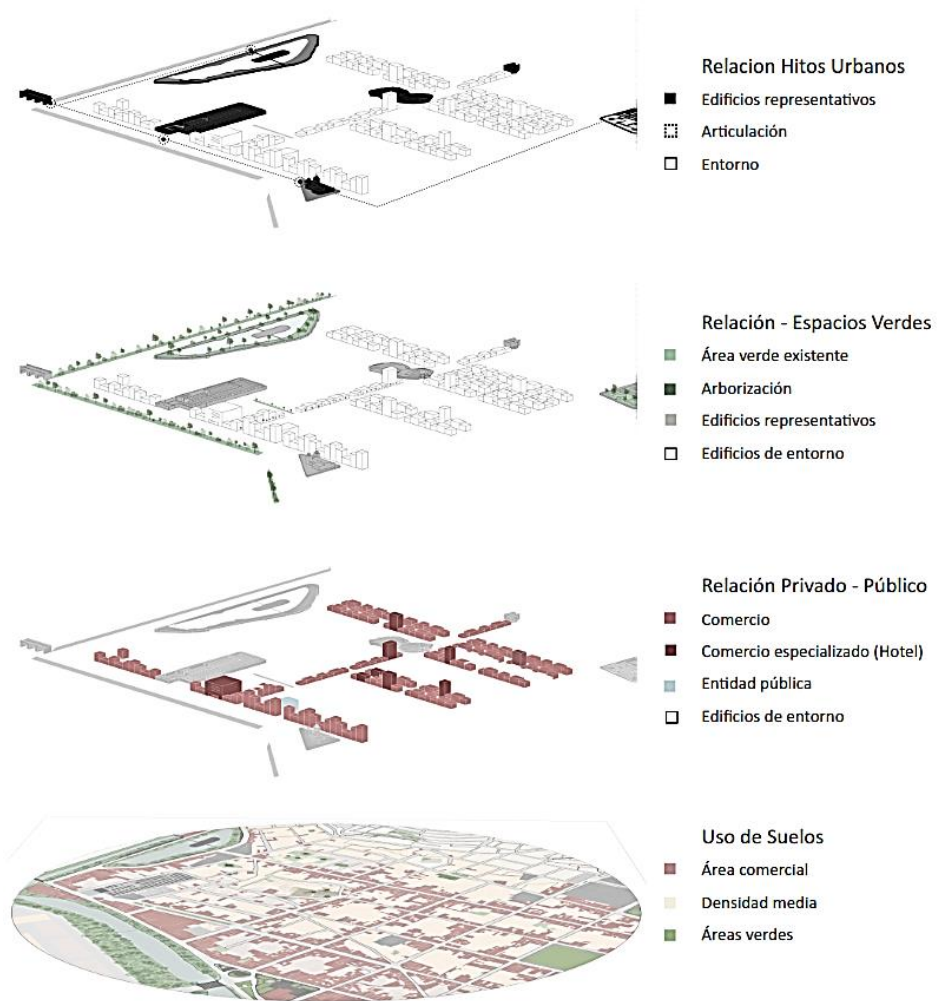 Relacion Hitos Urbanos
Edificios representativos
Articulación
Entorno
Relación - Espacios Verdes
Área verde existente
Arborización
Edificios representativos
Edificios de entorno
Relación Privado - Público
Comercio
Comercio especializado (Hotel)
Entidad pública
Edificios de entorno
Uso de Suelos
Área comercial
Densidad media
Áreas verdes